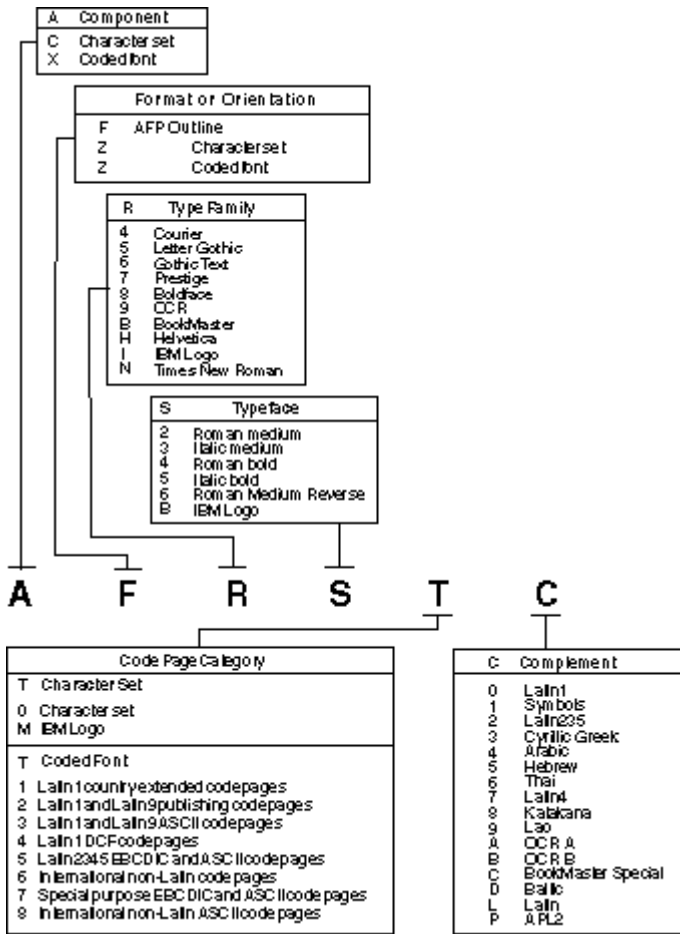 A Component
C Character set
X Coded font
Format or Orientation
F AFP Outline
Z Character set
Z Coded font
R Type Family
4 Courier
5 Letter Gothic
6 Gothic Text
7 Prestige
8 Boldface
9 OCR
B BookMaster
H Helvetica
I IBM Logo
N Times New Roman
S Typeface
2 Roman medium
3 Italic medium
4 Roman bold
5 Italic bold
6 Roman Medium Reverse
B IBM Logo
A F R S T C
Code Page Category
T Character Set
0 Character set
M IBM Logo
T Coded Font
1 Latin 1 country extended code pages
2 Latin 1 and Latin 9 publishing code pages
3 Latin 1 and Latin 9 ASCII code pages
4 Latin 1 DCF code pages
5 Latin 2345 EBCDIC and ASCII code pages
6 International non-Latin code pages
7 Special purpose EBCDIC and ASCII code pages
8 International non-Latin ASCII code pages
C Complement
0 Latin1
1 Symbols
2 Latin235
3 Cyrillic Greek
4 Arabic
5 Hebrew
6 Thai
7 Latin4
8 Katakana
9 Lao
A OCR A
B OCR B
C BookMaster Special
D Baltic
L Latin
P APL2